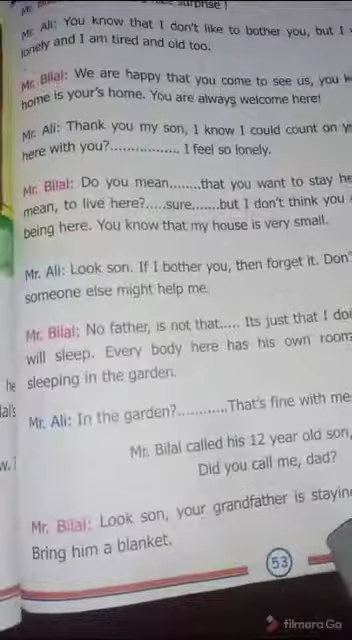 surprise !
Mr. Ali: You know that I don't like to bother you, but I
lonely and I am tired and old too.
Mr. Bilal: We are happy that you come to see us, you
home is your's home. You are always welcome here!
Mr. Ali: Thank you my son, I know I could count on
here with you?................. I feel so lonely.
Mr. Bilal: Do you mean........that you want to stay he
mean, to live here?.....sure.......but I don't think you
being here. You know that my house is very small.
Mr. Ali: Look son. If I bother you, then forget it. Don'
someone else might help me
Mr. Bilal: No father, is not that..... Its just that I do
will sleep. Every body here has his own room
he sleeping in the garden.
lal's
Mr. Ali: In the garden?............That's fine with me
Mr. Bilal called his 12 year old son,
w.
Did you call me, dad?
Mr. Bilal: Look son, your grandfather is stayin
Bring him a blanket.
53
filmora Go